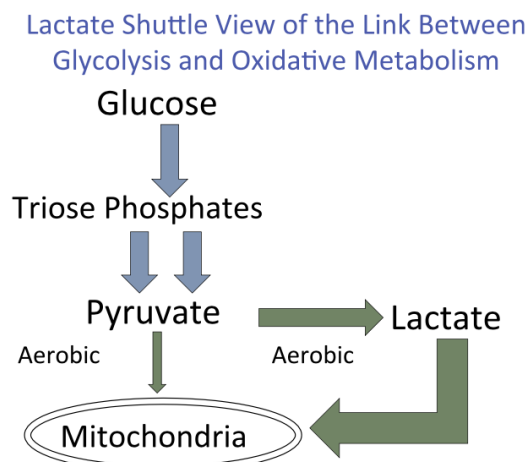 Lactate Shuttle View of the Link Between
Glycolysis and Oxidative Metabolism
Glucose
Triose Phosphates
Pyruvate
Lactate
Aerobic
Aerobic
Mitochondria